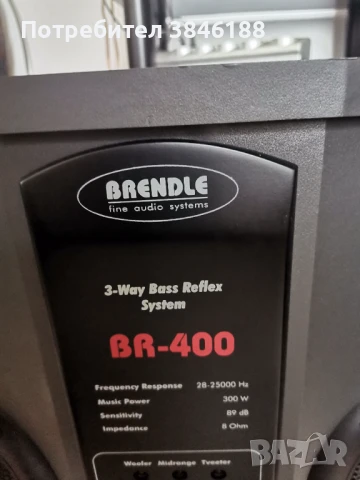 Потребител 3846188
BRENDLE
fine audio systems
3-Way Bass Reflex
System
BR-400
Frequency Response 28-25000 Hz
Music Power 300 W
Sensitivity 89 dB
Impedance 8 Ohm
Woofer Midrange Tweeter
BAZAR